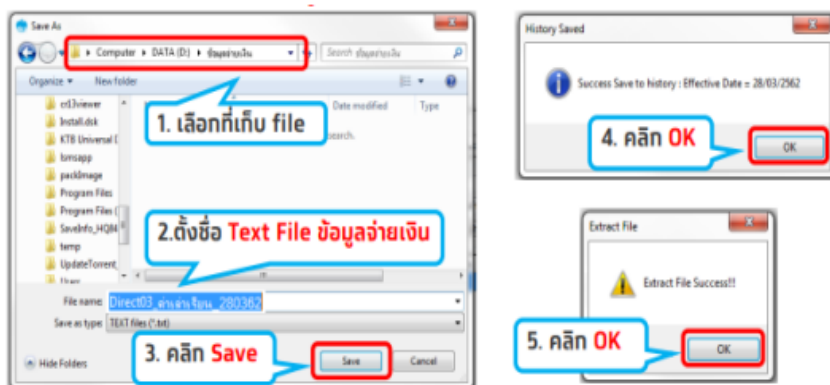 Save As
Computer ▸ DATA (D:) ▸ ข้อมูลจ่ายเงิน
Search ข้อมูลจ่ายเงิน
Organize
New folder
Date modified
Type
search.
cr13viewer
Install.dsk
KTB Universal D
lsmsapp
packImage
Program Files
Program Files (
SaveInfo_HQ
temp
UpdateTorrent_
1. เลือกที่เก็บ file
2.ตั้งชื่อ Text File ข้อมูลจ่ายเงิน
File name: Direct03_ค่าเล่าเรียน_280362
Save as type: TEXT files (*.txt)
3. คลิก Save
Hide Folders
Save
Cancel
History Saved
Success Save to history : Effective Date = 28/03/2562
4. คลิก OK
OK
Extract File
Extract File Success!!!
5. คลิก OK
OK